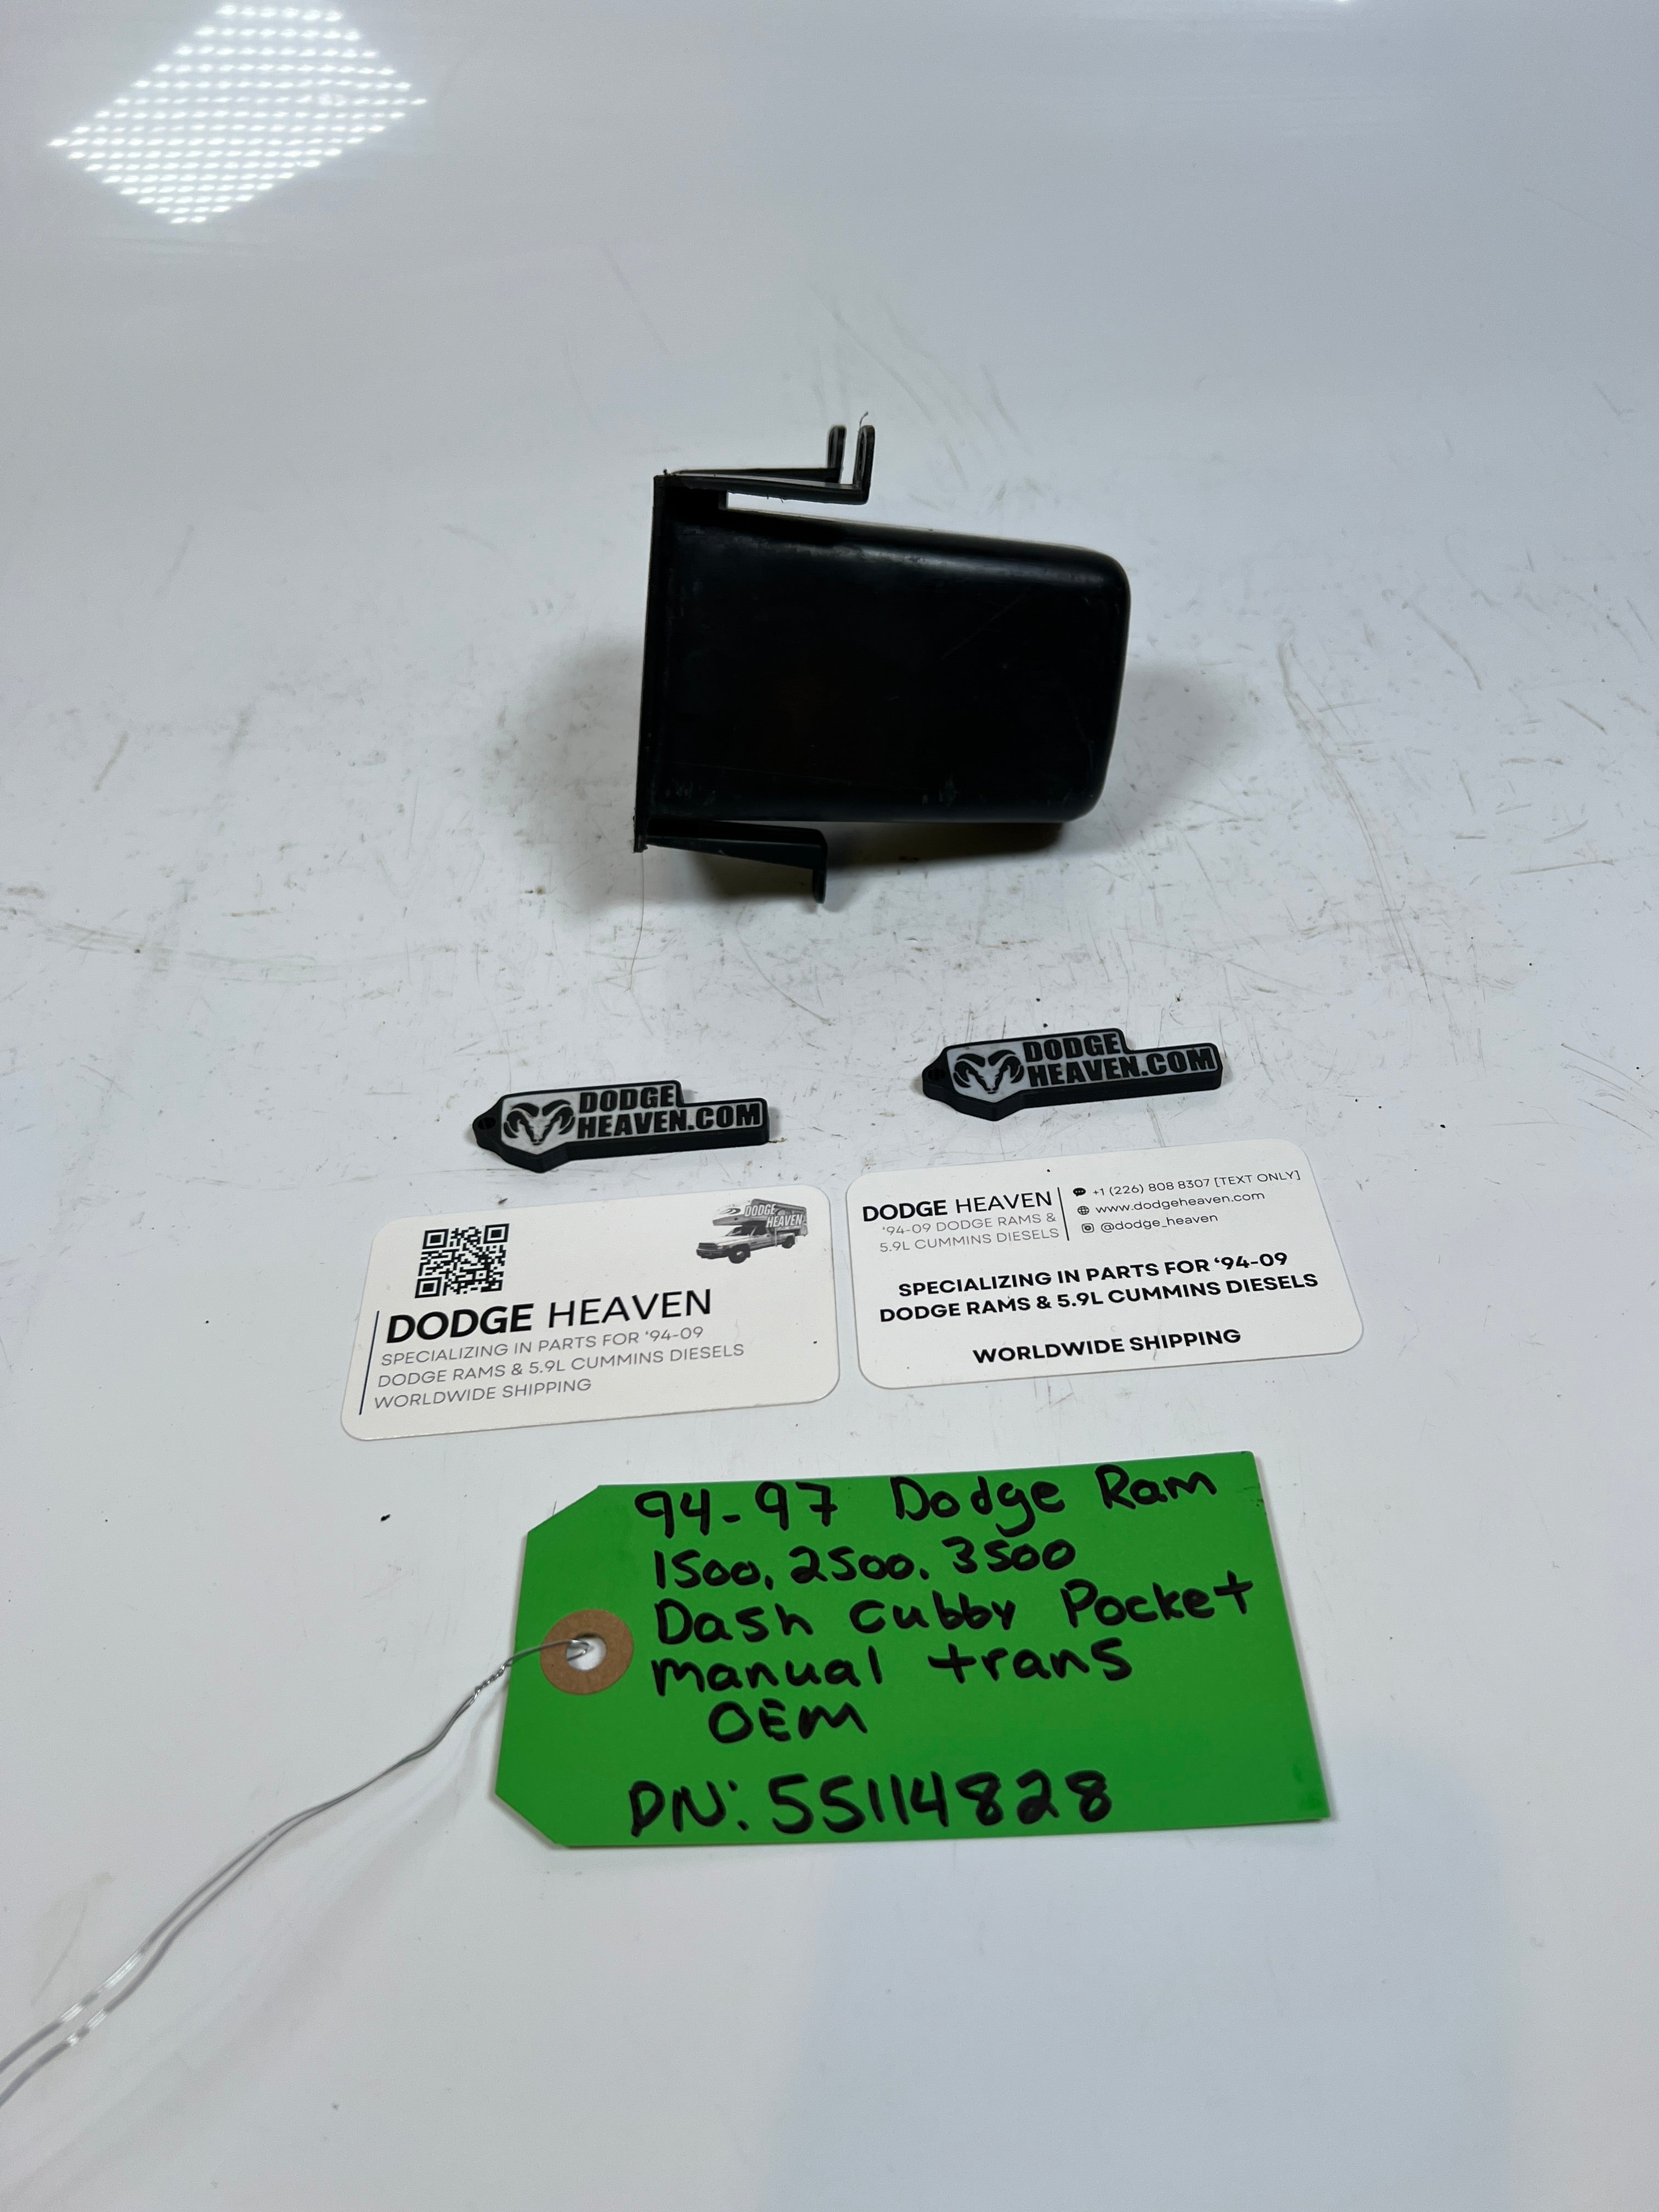 DODGE
HEAVEN.COM
DODGE
HEAVEN.COM
DODGE
HEAVEN
DODGE HEAVEN
SPECIALIZING IN PARTS FOR '94-09
DODGE RAMS & 5.9L CUMMINS DIESELS
WORLDWIDE SHIPPING
DODGE HEAVEN
'94-09 DODGE RAMS &
5.9L CUMMINS DIESELS
+1 (226) 808 8307 [TEXT ONLY]
www.dodgeheaven.com
@dodge_heaven
SPECIALIZING IN PARTS FOR '94-09
DODGE RAMS & 5.9L CUMMINS DIESELS
WORLDWIDE SHIPPING
94-97 Dodge Ram
1500, 2500, 3500
Dash Cubby Pocket
manual trans
OEM
PN: 55114828